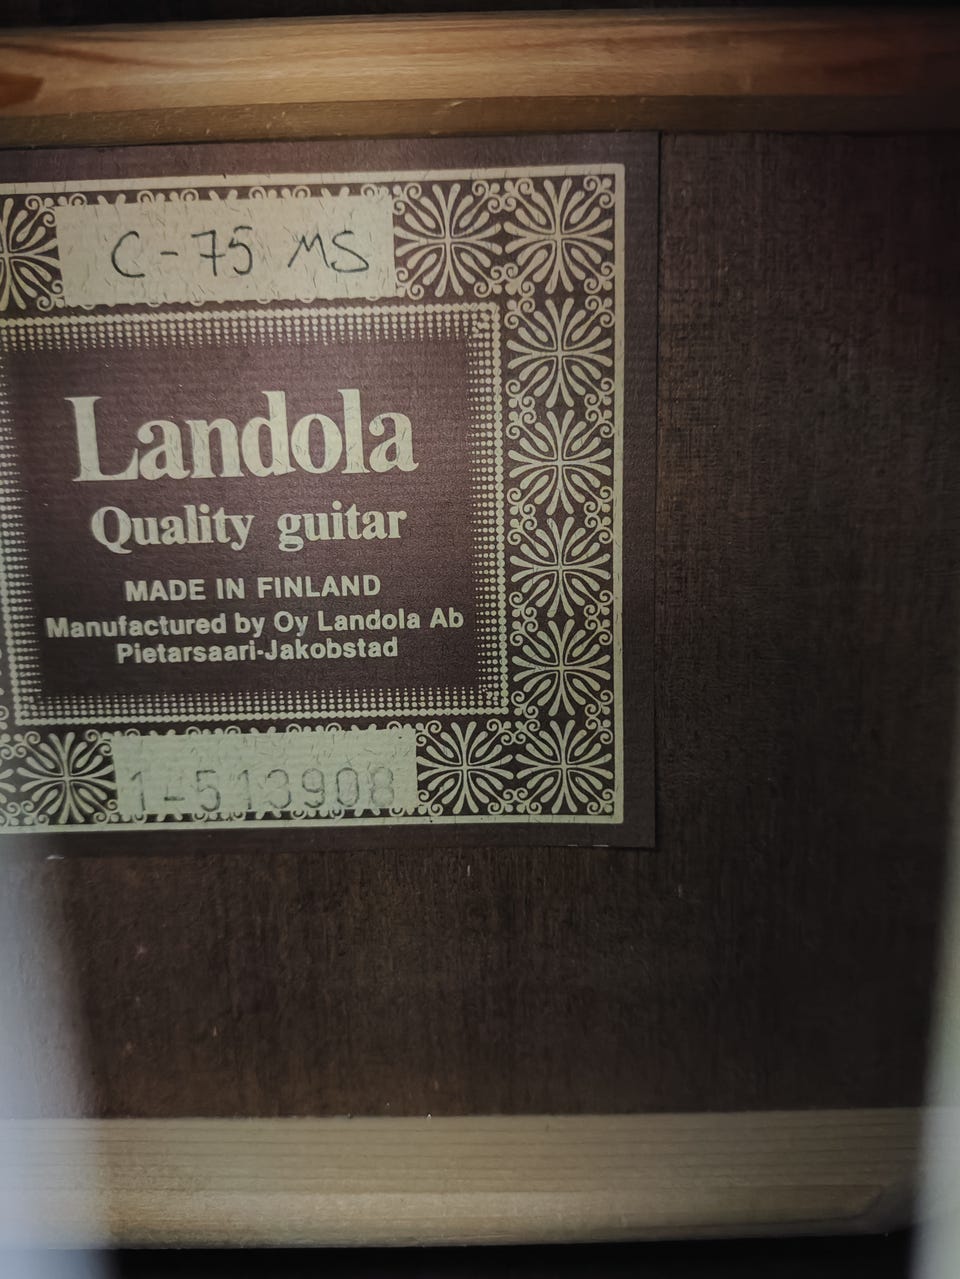 C-75 MS
Landola
Quality guitar
MADE IN FINLAND
Manufactured by Oy Landola Ab
Pietarsaari-Jakobstad
1-513908